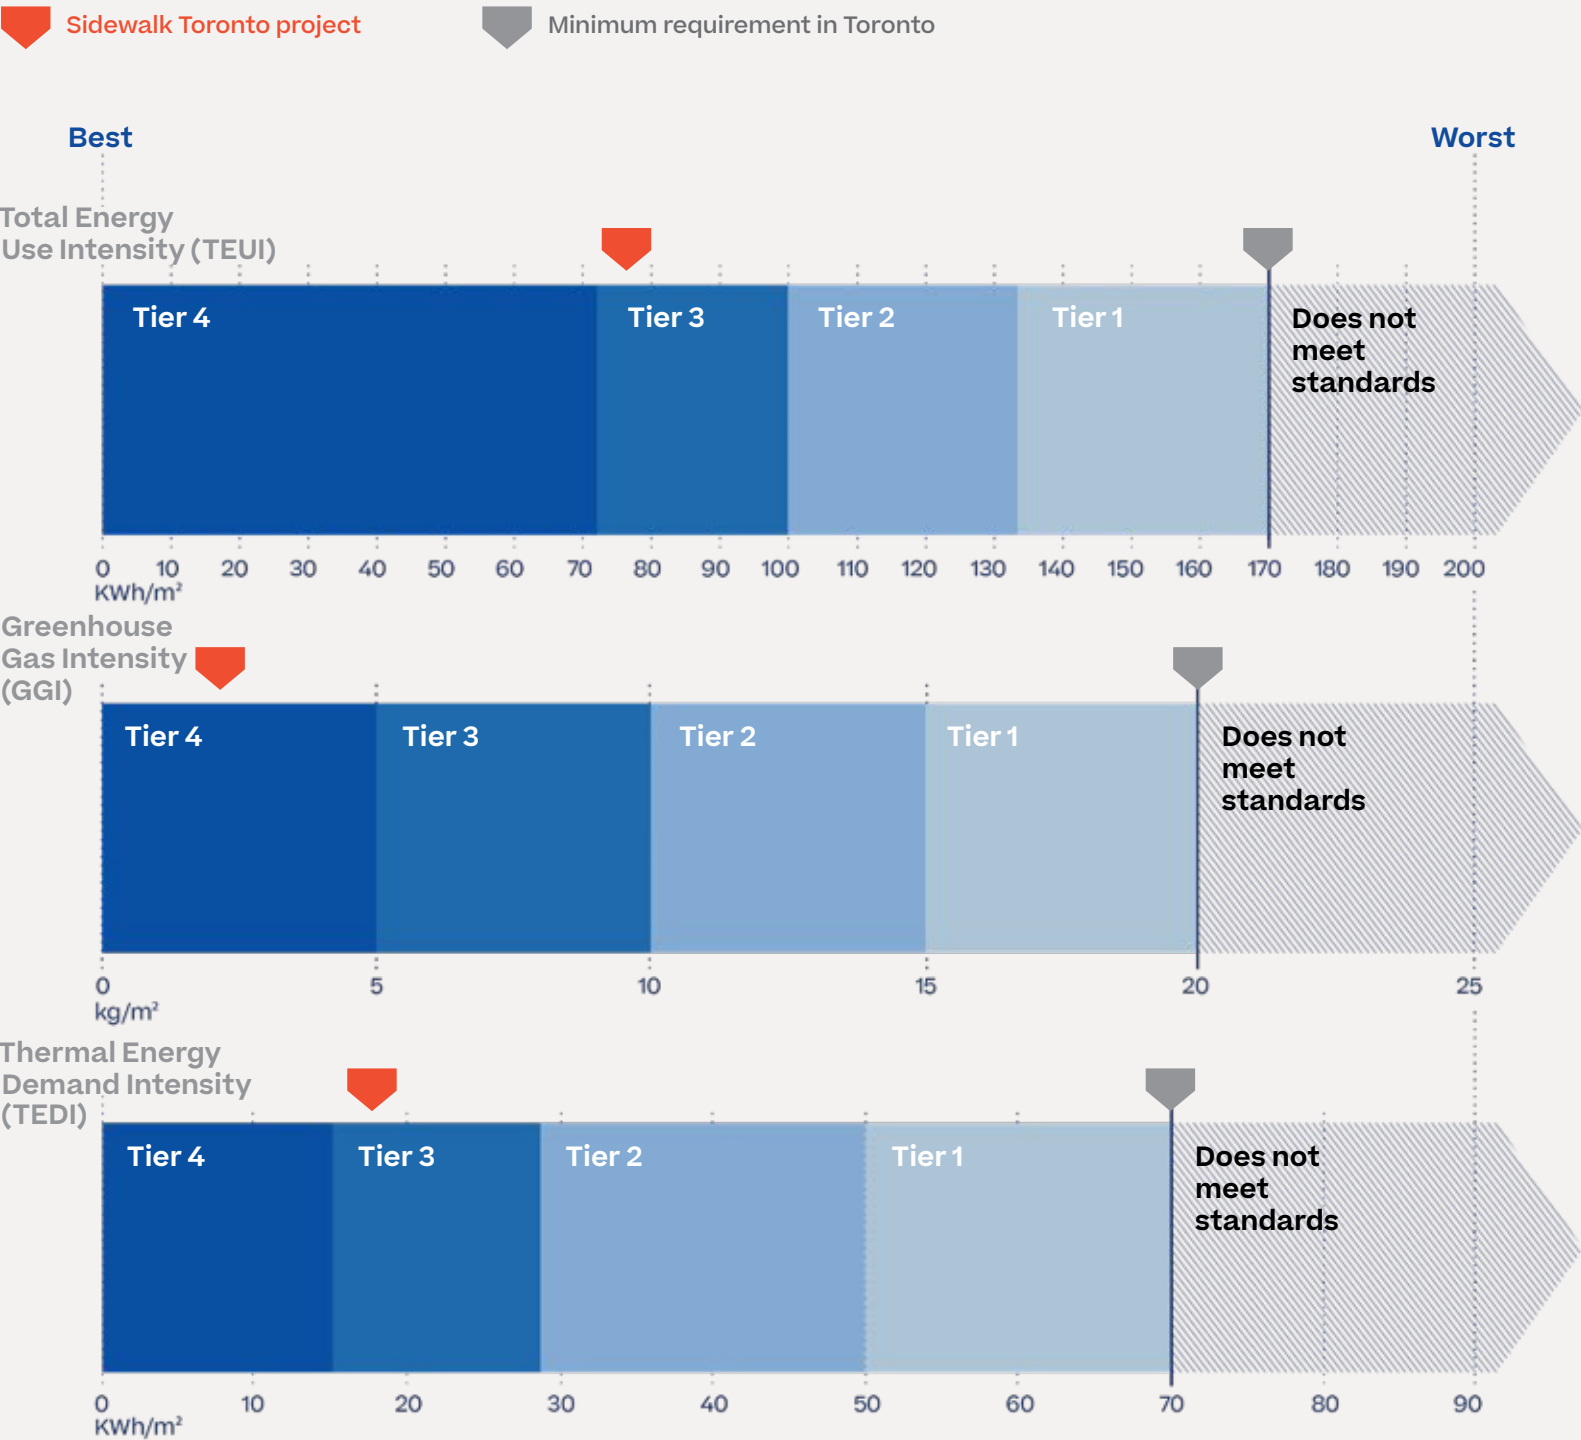 Sidewalk Toronto project
Minimum requirement in Toronto
Best
Worst
Total Energy
Use Intensity (TEUI)
Tier 4
Tier 3
Tier 2
Tier 1
Does not
meet
standards
0 10 20 30 40 50 60 70 80 90 100 110 120 130 140 150 160 170 180 190 200
KWh/m²
Greenhouse
Gas Intensity
(GGI)
Tier 4
Tier 3
Tier 2
Tier 1
Does not
meet
standards
0 5 10 15 20 25
kg/m²
Thermal Energy
Demand Intensity
(TEDI)
Tier 4
Tier 3
Tier 2
Tier 1
Does not
meet
standards
0 10 20 30 40 50 60 70 80 90
KWh/m²